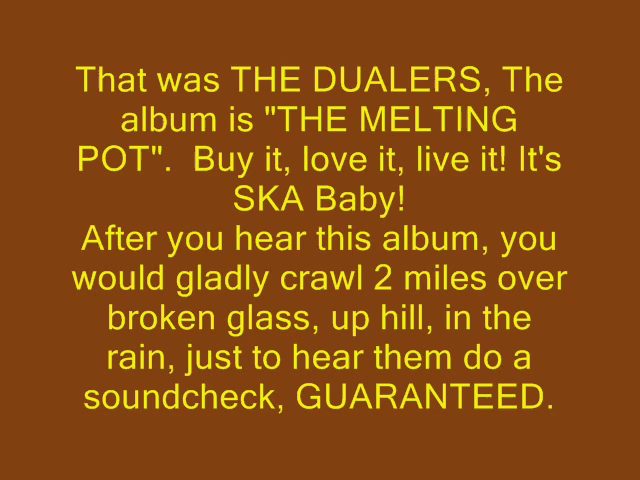 That was THE DUALERS, The
album is "THE MELTING
POT".  Buy it, love it, live it! It's
SKA Baby!
After you hear this album, you
would gladly crawl 2 miles over
broken glass, up hill, in the
rain, just to hear them do a
soundcheck, GUARANTEED.